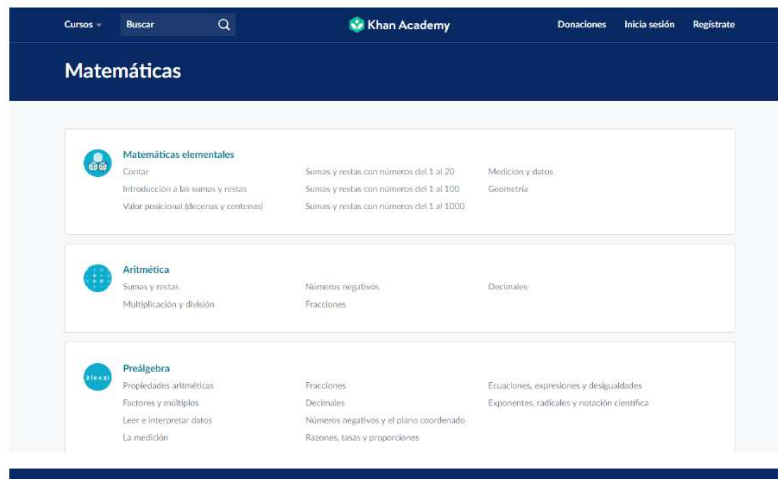 Cursos Buscar Khan Academy Donaciones Inicia sesión Regístrate
Matemáticas
Matemáticas elementales
Contar Sumas y restas con números del 1 al 20 Medición y datos
Introducción a las sumas y restas Sumas y restas con números del 1 al 100 Geometría
Valor posicional (decenas y centenas) Sumas y restas con números del 1 al 1000
Aritmética
Sumas y restas Números negativos Decimales
Multiplicación y división Fracciones
Preálgebra
Propiedades aritméticas Fracciones Ecuaciones, expresiones y desigualdades
Factores y múltiplos Decimales Exponentes, radicales y notación científica
Leer e interpretar datos Números negativos y el plano coordenado
La medición Razones, tasas y proporciones